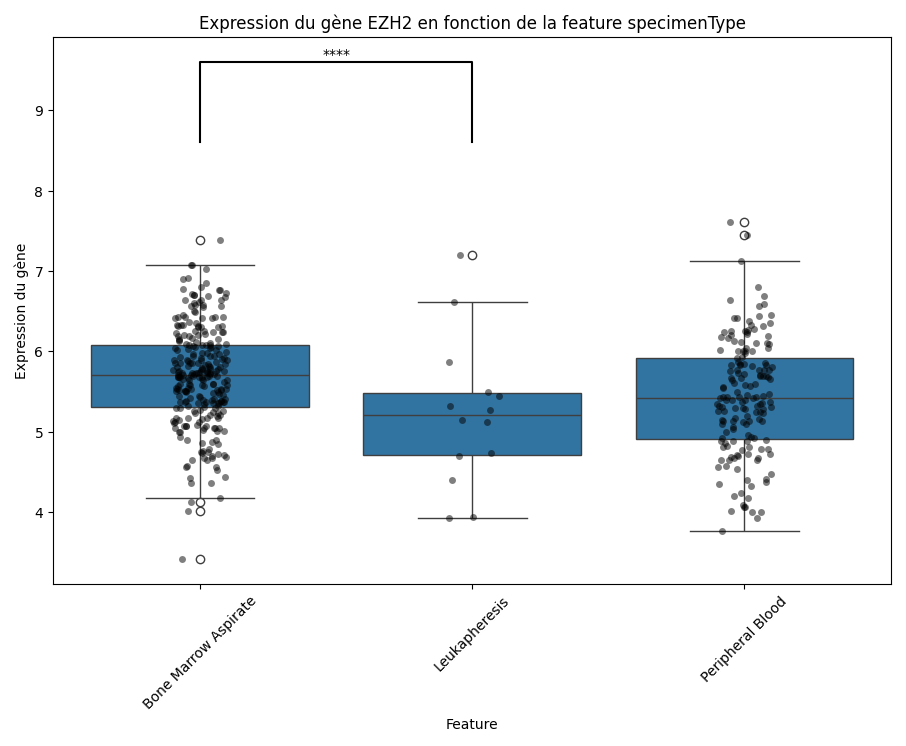 Expression du gène EZH2 en fonction de la feature specimenType
****
9
8
7
6
5
4
Expression du gène
Bone Marrow Aspirate
Leukapheresis
Peripheral Blood
Feature